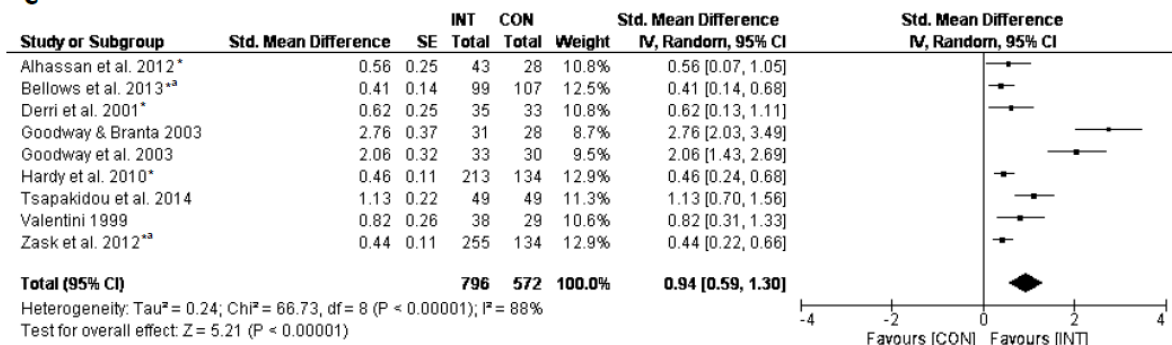 INT CON Std. Mean Difference Std. Mean Difference
Study or Subgroup Std. Mean Difference SE Total Total Weight IV, Random, 95% CI IV, Random, 95% CI
Alhassan et al. 2012* 0.56 0.25 43 28 10.8% 0.56 [0.07, 1.05]
Bellows et al. 2013*ª 0.41 0.14 99 107 12.5% 0.41 [0.14, 0.68]
Derri et al. 2001* 0.62 0.25 35 33 10.8% 0.62 [0.13, 1.11]
Goodway & Branta 2003 2.76 0.37 31 28 8.7% 2.76 [2.03, 3.49]
Goodway et al. 2003 2.06 0.32 33 30 9.5% 2.06 [1.43, 2.69]
Hardy et al. 2010* 0.46 0.11 213 134 12.9% 0.46 [0.24, 0.68]
Tsapakidou et al. 2014 1.13 0.22 49 49 11.3% 1.13 [0.70, 1.56]
Valentini 1999 0.82 0.26 38 29 10.6% 0.82 [0.31, 1.33]
Zask et al. 2012*ª 0.44 0.11 255 134 12.9% 0.44 [0.22, 0.66]
Total (95% CI) 796 572 100.0% 0.94 [0.59, 1.30]
Heterogeneity: Tau² = 0.24; Chi² = 66.73, df = 8 (P < 0.00001); I² = 88%
Test for overall effect: Z = 5.21 (P < 0.00001)
-4 -2 0 2 4
Favours [CON] Favours [INT]